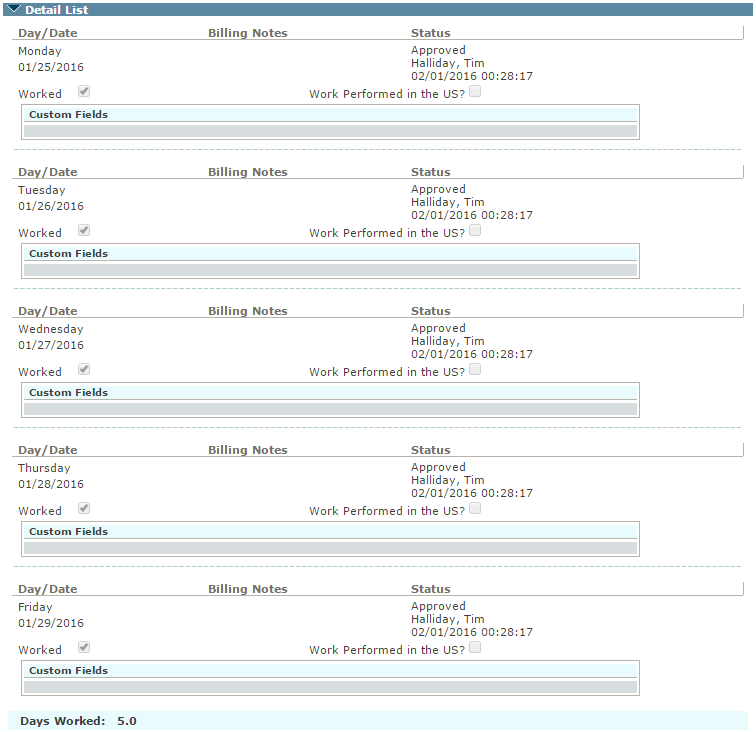 Detail List
Day/Date Billing Notes Status
Monday Approved
01/25/2016 Halliday, Tim
02/01/2016 00:28:17
Worked Work Performed in the US?
Custom Fields
Day/Date Billing Notes Status
Tuesday Approved
01/26/2016 Halliday, Tim
02/01/2016 00:28:17
Worked Work Performed in the US?
Custom Fields
Day/Date Billing Notes Status
Wednesday Approved
01/27/2016 Halliday, Tim
02/01/2016 00:28:17
Worked Work Performed in the US?
Custom Fields
Day/Date Billing Notes Status
Thursday Approved
01/28/2016 Halliday, Tim
02/01/2016 00:28:17
Worked Work Performed in the US?
Custom Fields
Day/Date Billing Notes Status
Friday Approved
01/29/2016 Halliday, Tim
02/01/2016 00:28:17
Worked Work Performed in the US?
Custom Fields
Days Worked: 5.0